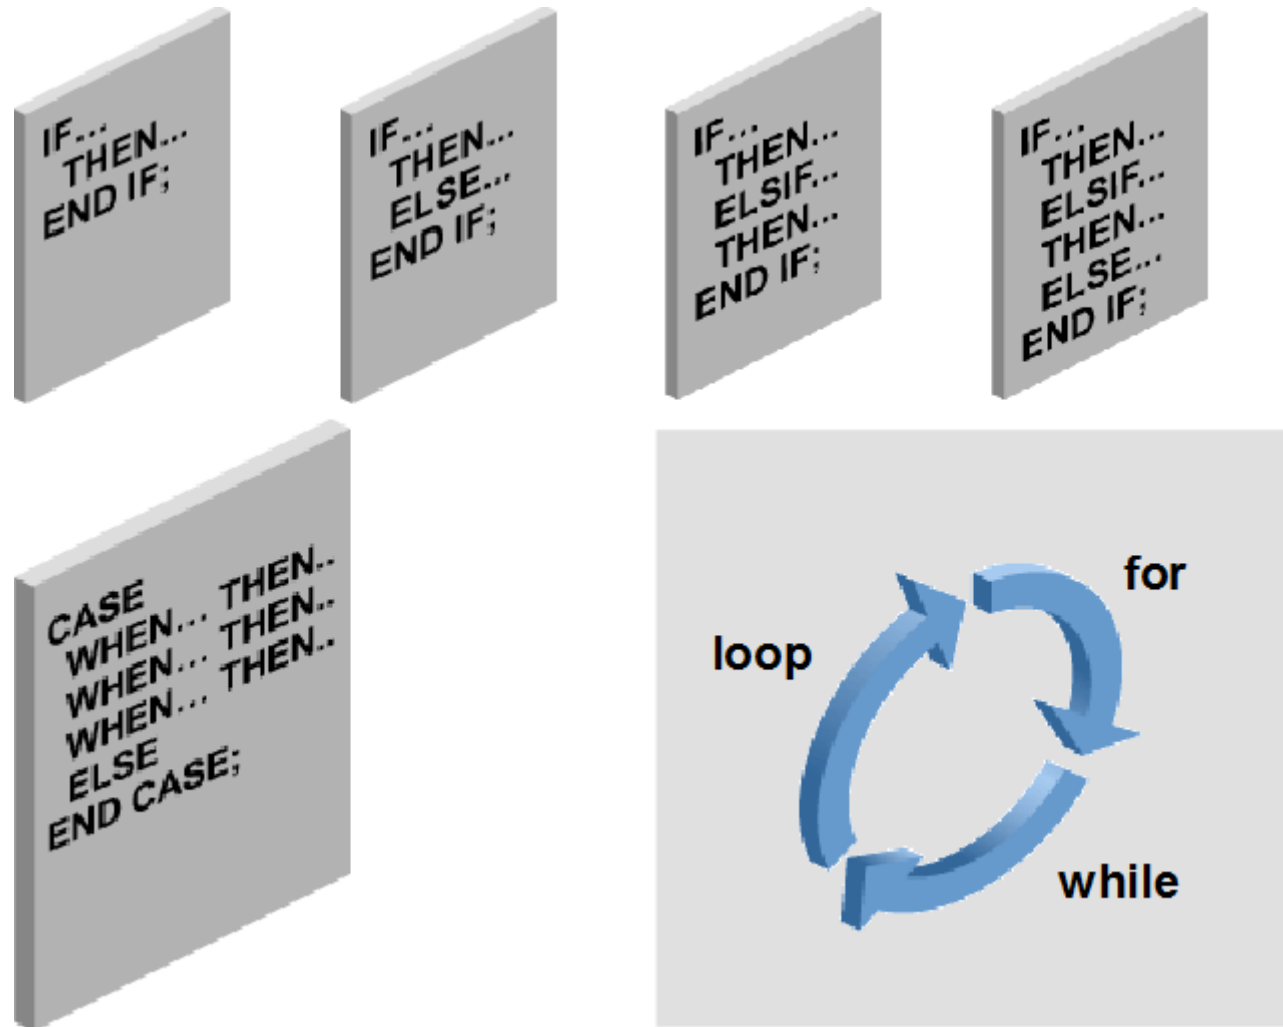 IF...
THEN...
END IF;
IF...
THEN...
ELSE...
END IF;
IF...
THEN...
ELSIF...
THEN...
END IF;
IF...
THEN...
ELSIF...
THEN...
ELSE...
END IF;
CASE
WHEN... THEN..
WHEN... THEN..
WHEN... THEN..
ELSE
END CASE;
for
loop
while